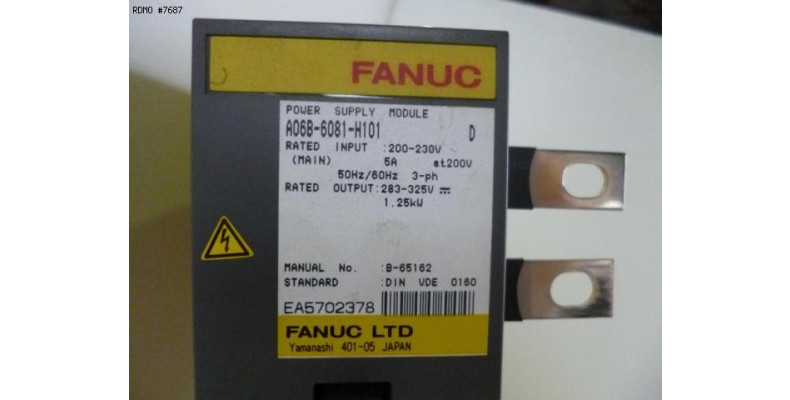 RDMO #7687
FANUC
POWER SUPPLY MODULE
A06B-6081-H101 D
RATED INPUT :200-230V~
(MAIN) 5A at200V
50Hz/60Hz 3-ph
RATED OUTPUT:283-325V ⎓
1.25kW
MANUAL No. :B-65162
STANDARD :DIN VDE 0160
EA5702378
FANUC LTD
Yamanashi 401-05 JAPAN